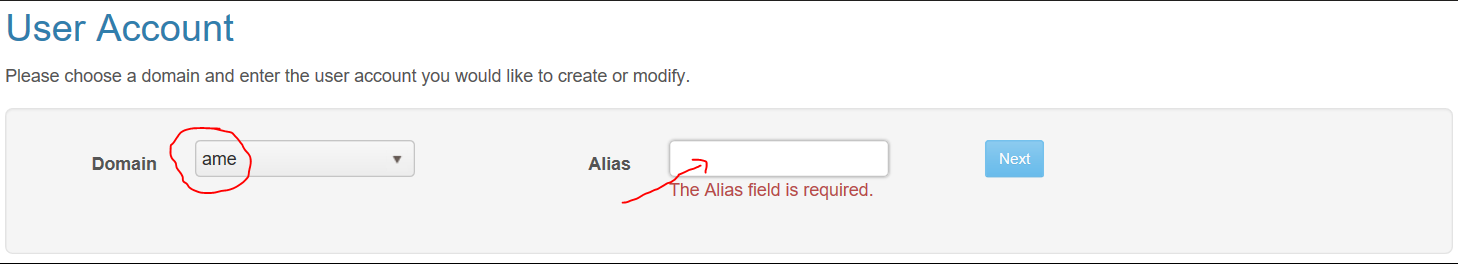 User Account
Please choose a domain and enter the user account you would like to create or modify.
Domain ame Alias Next
The Alias field is required.